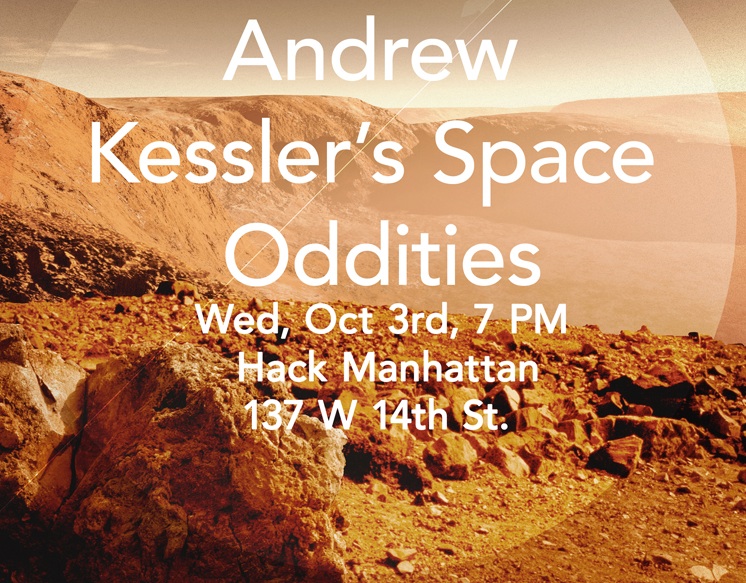 Andrew
Kessler’s Space
Oddities
Wed, Oct 3rd, 7 PM
Hack Manhattan
137 W 14th St.